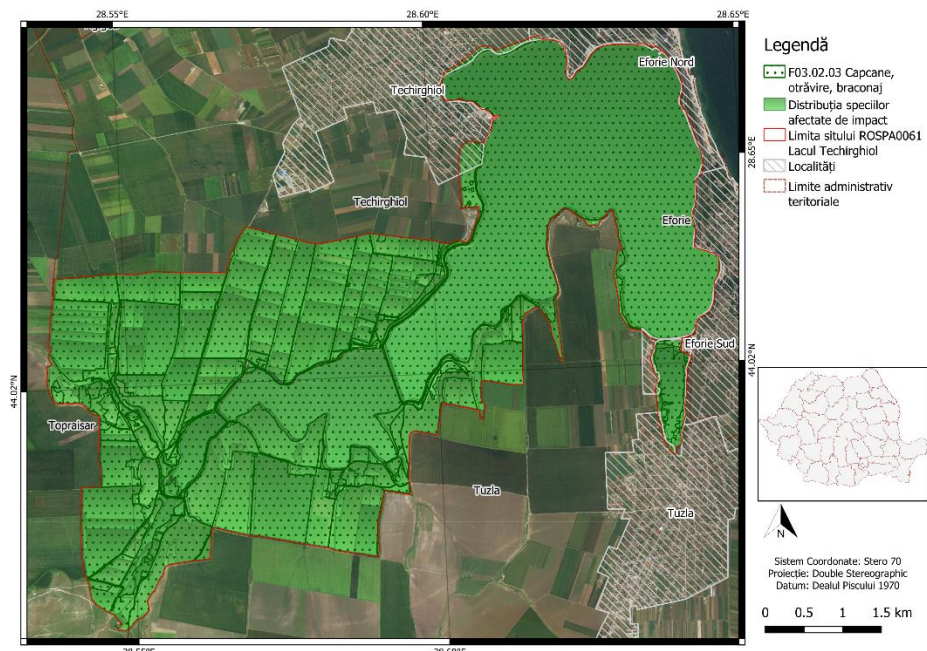 28.55°E
28.60°E
28.65°E
Eforie Nord
Techirghiol
Techirghiol
Eforie
Eforie Sud
Topraisar
Tuzla
Tuzla
44.02°N
28.65°E
44.02°N
28.60°E
Legendă
F03.02.03 Capcane,
otrăvire, braconaj
Distribuția speciilor
afectate de impact
Limita sitului ROSPA0061
Lacul Techirghiol
Localități
Limite administrativ
teritoriale
N
Sistem Coordonate: Stero 70
Proiecție: Double Stereographic
Datum: Dealul Piscului 1970
0 0.5 1 1.5 km